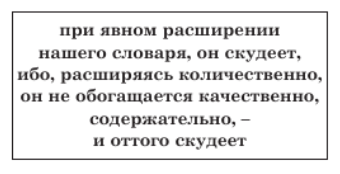 при явном расширении
нашего словаря, он скудеет,
ибо, расширяясь количественно,
он не обогащается качественно,
содержательно, –
и оттого скудеет